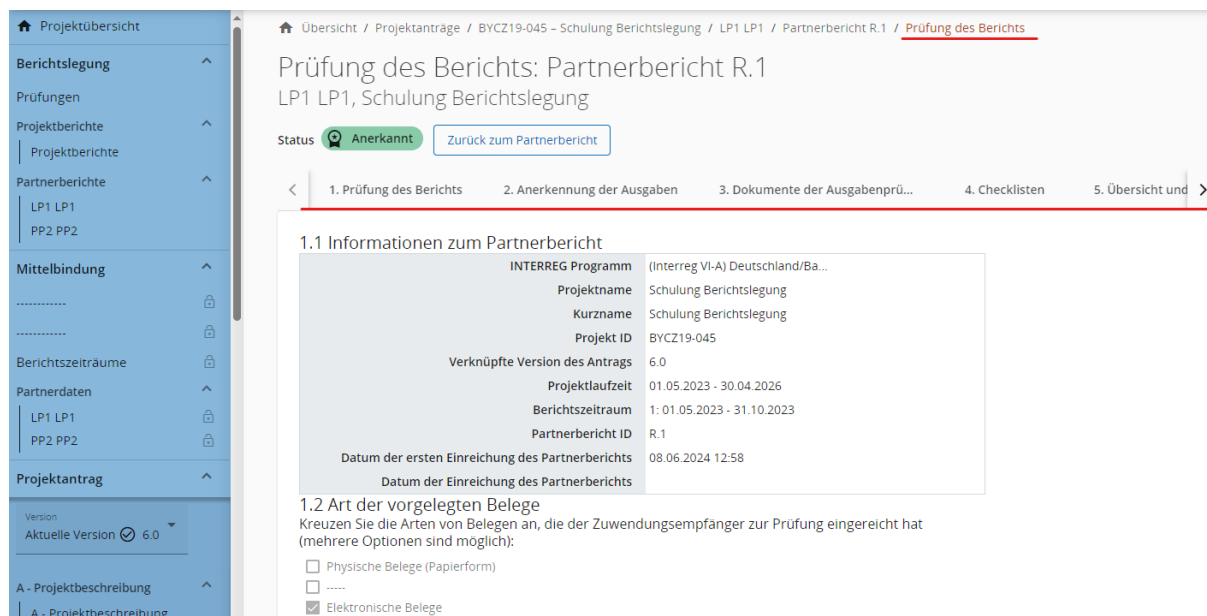 Projektübersicht
Berichtslegung
Prüfungen
Projektberichte
Projektberichte
Partnerberichte
LP1 LP1
PP2 PP2
Mittelbindung
------------
------------
Berichtszeiträume
Partnerdaten
LP1 LP1
PP2 PP2
Projektantrag
Version
Aktuelle Version 6.0
A - Projektbeschreibung
A - Projektbeschreibung
Übersicht / Projektanträge / BYCZ19-045 – Schulung Berichtslegung / LP1 LP1 / Partnerbericht R.1 / Prüfung des Berichts
Prüfung des Berichts: Partnerbericht R.1
LP1 LP1, Schulung Berichtslegung
Status Anerkannt Zurück zum Partnerbericht
1. Prüfung des Berichts 2. Anerkennung der Ausgaben 3. Dokumente der Ausgabenprü... 4. Checklisten 5. Übersicht und
1.1 Informationen zum Partnerbericht
INTERREG Programm (Interreg VI-A) Deutschland/Ba...
Projektname Schulung Berichtslegung
Kurzname Schulung Berichtslegung
Projekt ID BYCZ19-045
Verknüpfte Version des Antrags 6.0
Projektlaufzeit 01.05.2023 - 30.04.2026
Berichtszeitraum 1: 01.05.2023 - 31.10.2023
Partnerbericht ID R.1
Datum der ersten Einreichung des Partnerberichts 08.06.2024 12:58
Datum der Einreichung des Partnerberichts
1.2 Art der vorgelegten Belege
Kreuzen Sie die Arten von Belegen an, die der Zuwendungsempfänger zur Prüfung eingereicht hat
(mehrere Optionen sind möglich):
Physische Belege (Papierform)
-----
Elektronische Belege